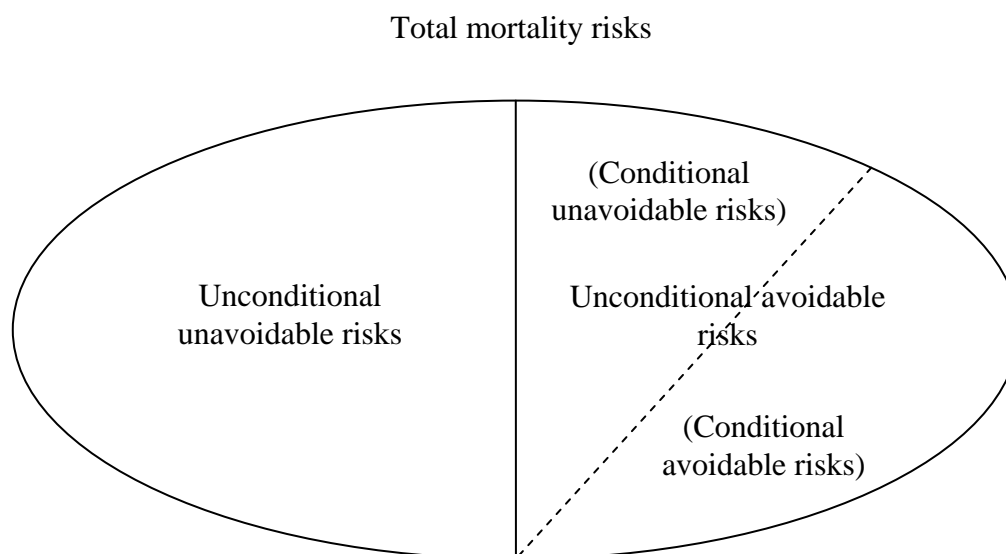 Total mortality risks
(Conditional
unavoidable risks)
Unconditional
unavoidable risks
Unconditional avoidable
risks
(Conditional
avoidable risks)